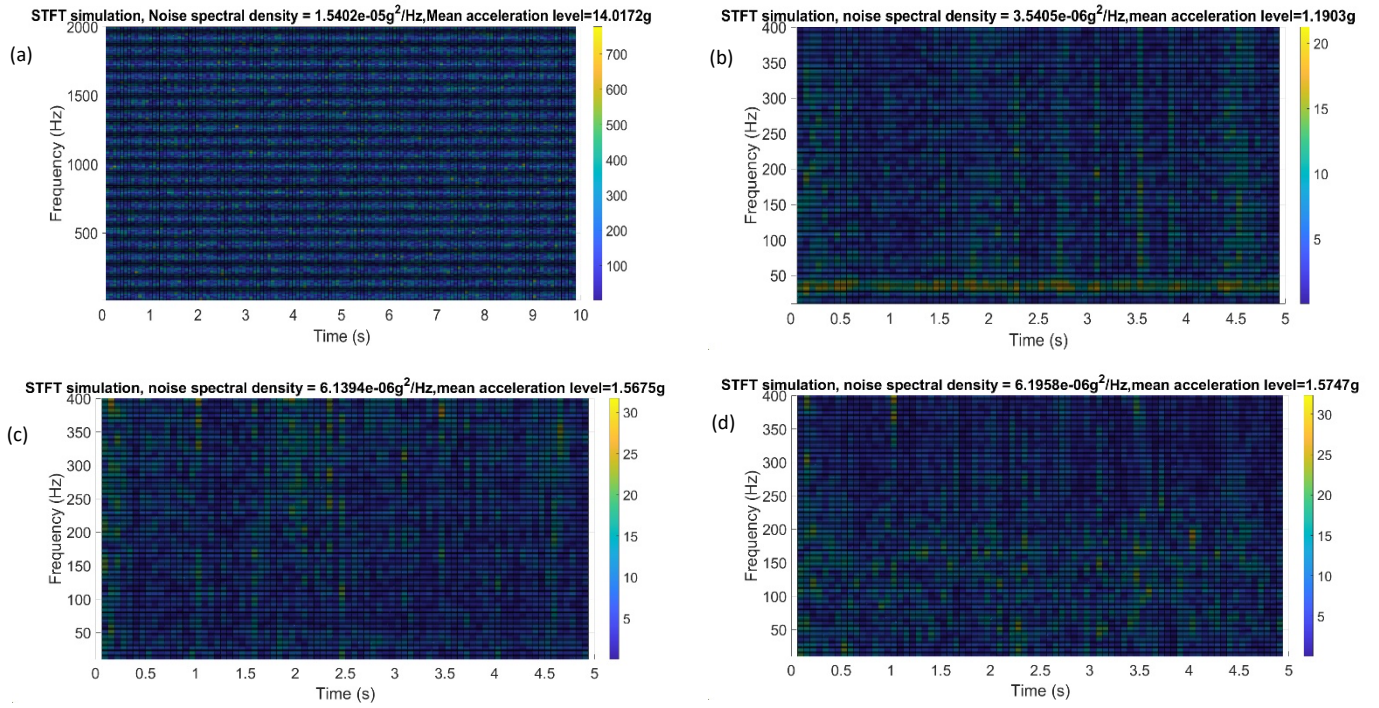 STFT simulation, Noise spectral density = 1.5402e-05g²/Hz,Mean acceleration level=14.0172g
(a)
Frequency (Hz)
2000
1500
1000
500
0 1 2 3 4 5 6 7 8 9 10
Time (s)
700
600
500
400
300
200
100
STFT simulation, noise spectral density = 3.5405e-06g²/Hz,mean acceleration level=1.1903g
(b)
Frequency (Hz)
400
350
300
250
200
150
100
50
0 0.5 1 1.5 2 2.5 3 3.5 4 4.5 5
Time (s)
20
15
10
5
STFT simulation, noise spectral density = 6.1394e-06g²/Hz,mean acceleration level=1.5675g
(c)
Frequency (Hz)
400
350
300
250
200
150
100
50
0 0.5 1 1.5 2 2.5 3 3.5 4 4.5 5
Time (s)
30
25
20
15
10
5
STFT simulation, noise spectral density = 6.1958e-06g²/Hz,mean acceleration level=1.5747g
(d)
Frequency (Hz)
400
350
300
250
200
150
100
50
0 0.5 1 1.5 2 2.5 3 3.5 4 4.5 5
Time (s)
30
25
20
15
10
5